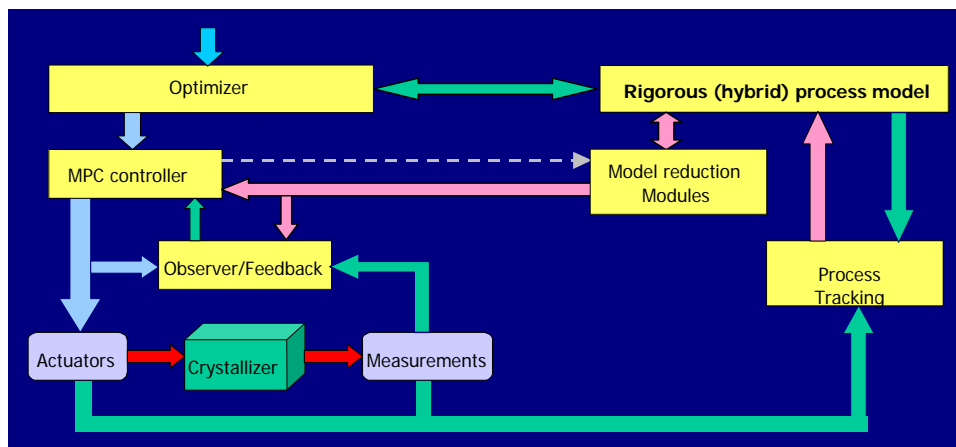 Optimizer
Rigorous (hybrid) process model
MPC controller
Model reduction
Modules
Observer/Feedback
Process
Tracking
Actuators
Crystallizer
Measurements